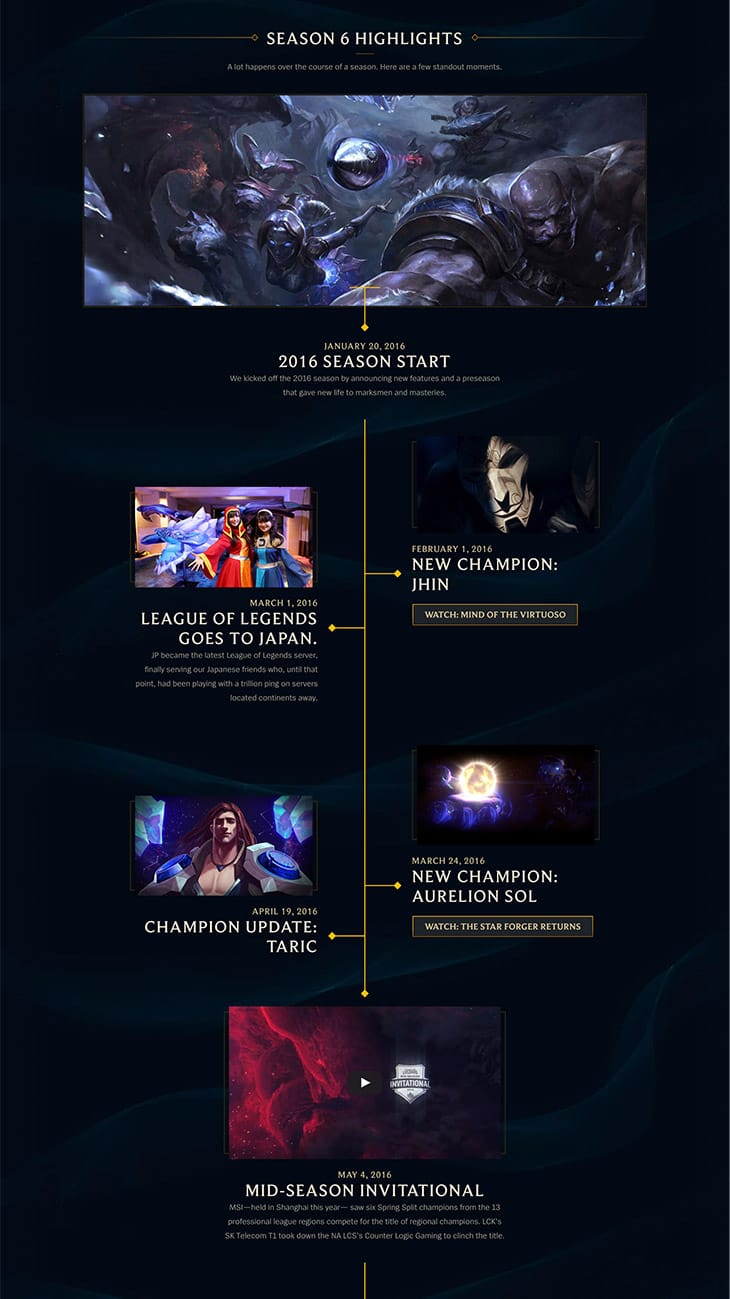 SEASON 6 HIGHLIGHTS
A lot happens over the course of a season. Here are a few standout moments.
JANUARY 20, 2016
2016 SEASON START
We kicked off the 2016 season by announcing new features and a preseason
that gave new life to marksmen and masteries.
FEBRUARY 1, 2016
NEW CHAMPION:
JHIN
WATCH: MIND OF THE VIRTUOSO
MARCH 1, 2016
LEAGUE OF LEGENDS
GOES TO JAPAN.
JP became the latest League of Legends server,
finally serving our Japanese friends who, until that
point, had been playing with a trillion ping on servers
located continents away.
MARCH 24, 2016
NEW CHAMPION:
AURELION SOL
WATCH: THE STAR FORGER RETURNS
APRIL 19, 2016
CHAMPION UPDATE:
TARIC
INVITATIONAL
MAY 4, 2016
MID-SEASON INVITATIONAL
MSI—held in Shanghai this year— saw six Spring Split champions from the 13
professional league regions compete for the title of regional champions. LCK's
SK Telecom T1 took down the NA LCS's Counter Logic Gaming to clinch the title.